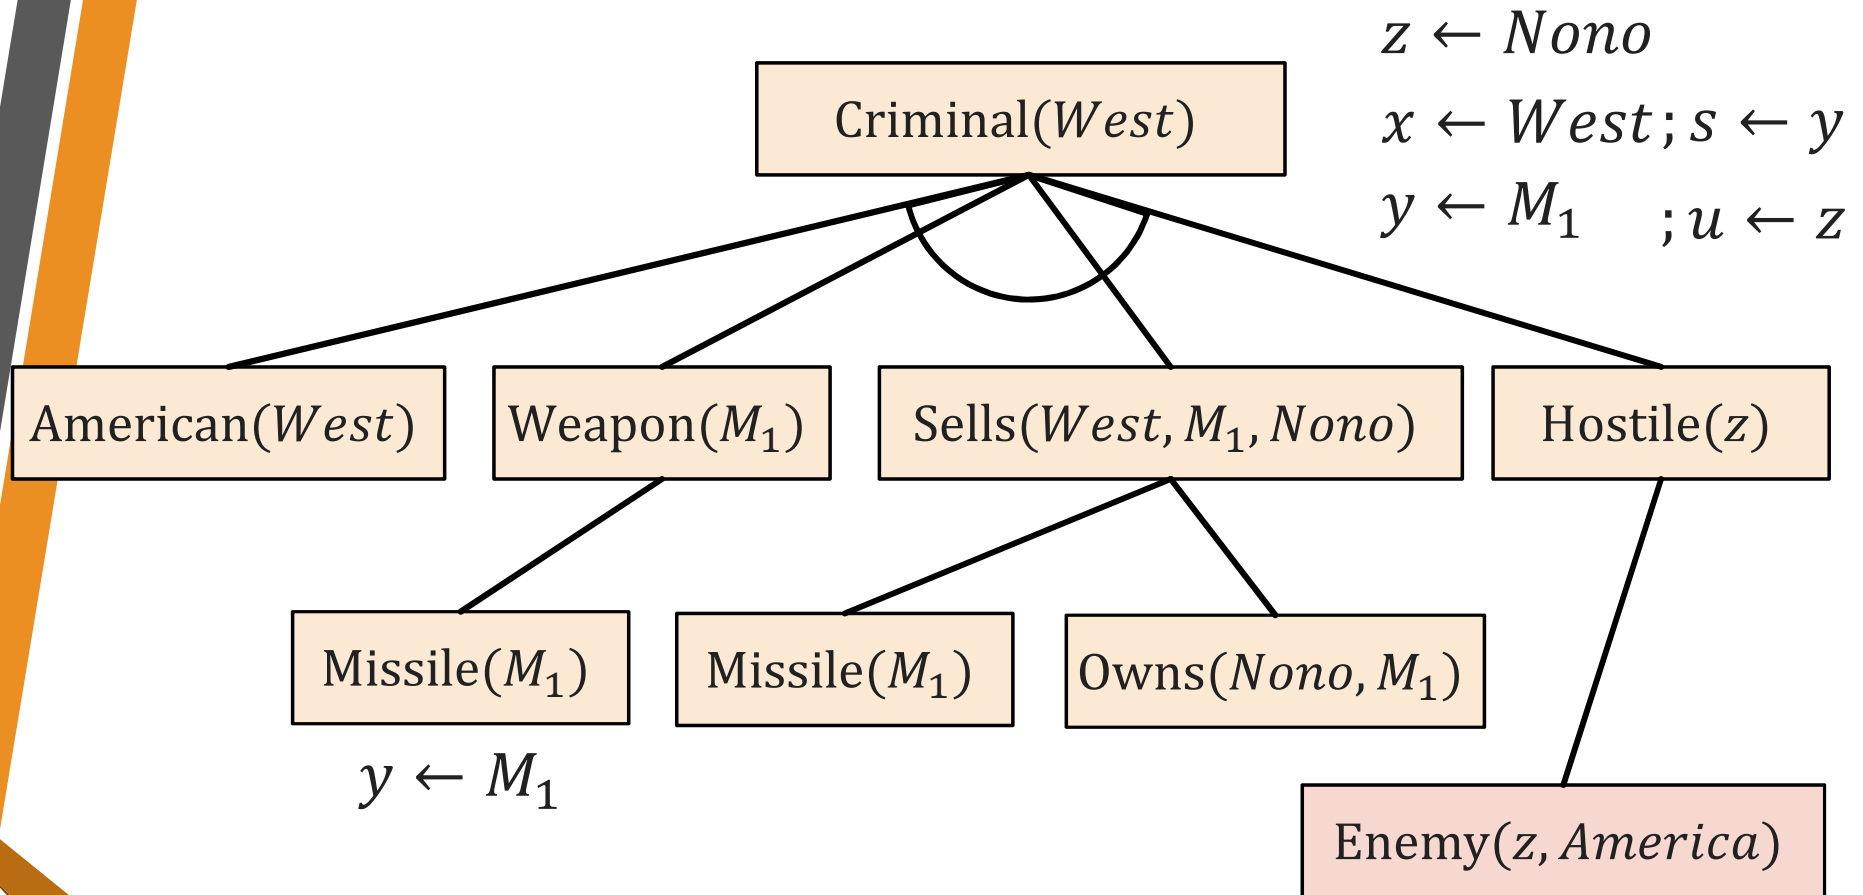 z ← Nono
Criminal(West)
x ← West ; s ← y
y ← M₁ ; u ← z
American(West)
Weapon(M₁)
Sells(West, M₁, Nono)
Hostile(z)
Missile(M₁)
Missile(M₁)
Owns(Nono, M₁)
y ← M₁
Enemy(z, America)